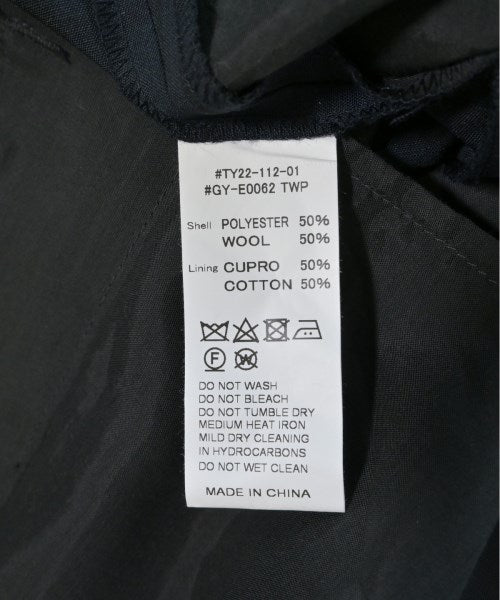 #TY22-112-01
#GY-E0062 TWP
Shell POLYESTER 50%
WOOL 50%
Lining CUPRO 50%
COTTON 50%
F W
DO NOT WASH
DO NOT BLEACH
DO NOT TUMBLE DRY
MEDIUM HEAT IRON
MILD DRY CLEANING
IN HYDROCARBONS
DO NOT WET CLEAN
MADE IN CHINA